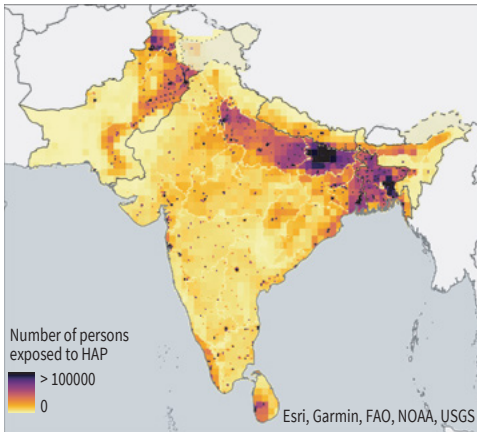 Number of persons
exposed to HAP
> 100000
0
Esri, Garmin, FAO, NOAA, USGS